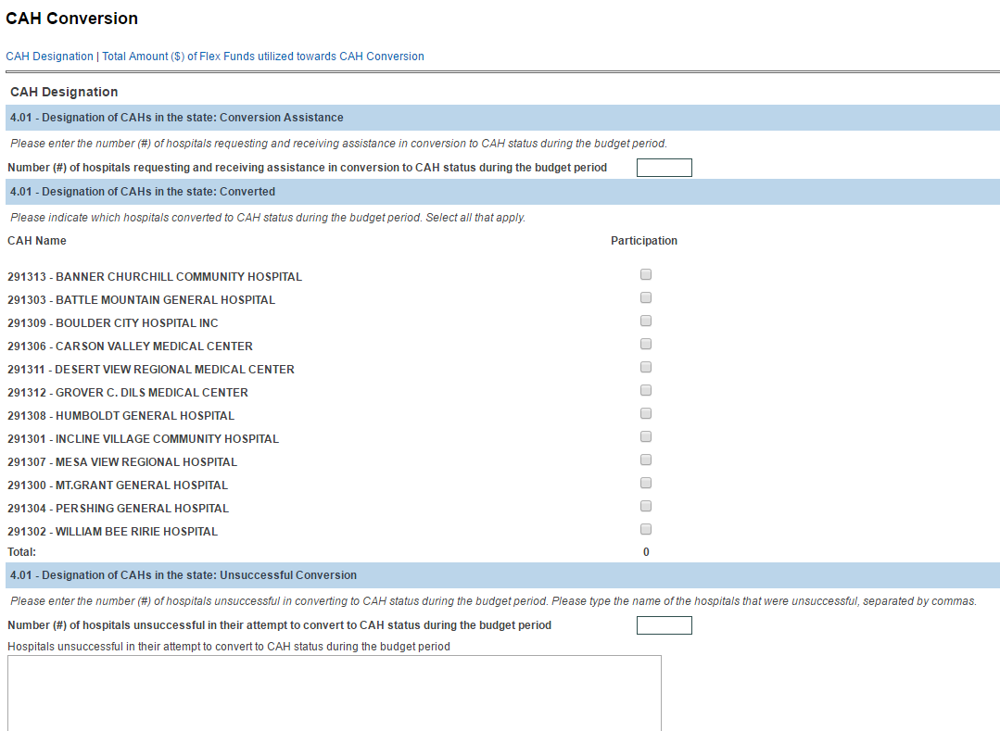 CAH Conversion
CAH Designation | Total Amount ($) of Flex Funds utilized towards CAH Conversion
CAH Designation
4.01 - Designation of CAHs in the state: Conversion Assistance
Please enter the number (#) of hospitals requesting and receiving assistance in conversion to CAH status during the budget period.
Number (#) of hospitals requesting and receiving assistance in conversion to CAH status during the budget period
4.01 - Designation of CAHs in the state: Converted
Please indicate which hospitals converted to CAH status during the budget period. Select all that apply.
CAH Name Participation
291313 - BANNER CHURCHILL COMMUNITY HOSPITAL
291303 - BATTLE MOUNTAIN GENERAL HOSPITAL
291309 - BOULDER CITY HOSPITAL INC
291306 - CARSON VALLEY MEDICAL CENTER
291311 - DESERT VIEW REGIONAL MEDICAL CENTER
291312 - GROVER C. DILS MEDICAL CENTER
291308 - HUMBOLDT GENERAL HOSPITAL
291301 - INCLINE VILLAGE COMMUNITY HOSPITAL
291307 - MESA VIEW REGIONAL HOSPITAL
291300 - MT.GRANT GENERAL HOSPITAL
291304 - PERSHING GENERAL HOSPITAL
291302 - WILLIAM BEE RIRIE HOSPITAL
Total: 0
4.01 - Designation of CAHs in the state: Unsuccessful Conversion
Please enter the number (#) of hospitals unsuccessful in converting to CAH status during the budget period. Please type the name of the hospitals that were unsuccessful, separated by commas.
Number (#) of hospitals unsuccessful in their attempt to convert to CAH status during the budget period
Hospitals unsuccessful in their attempt to convert to CAH status during the budget period